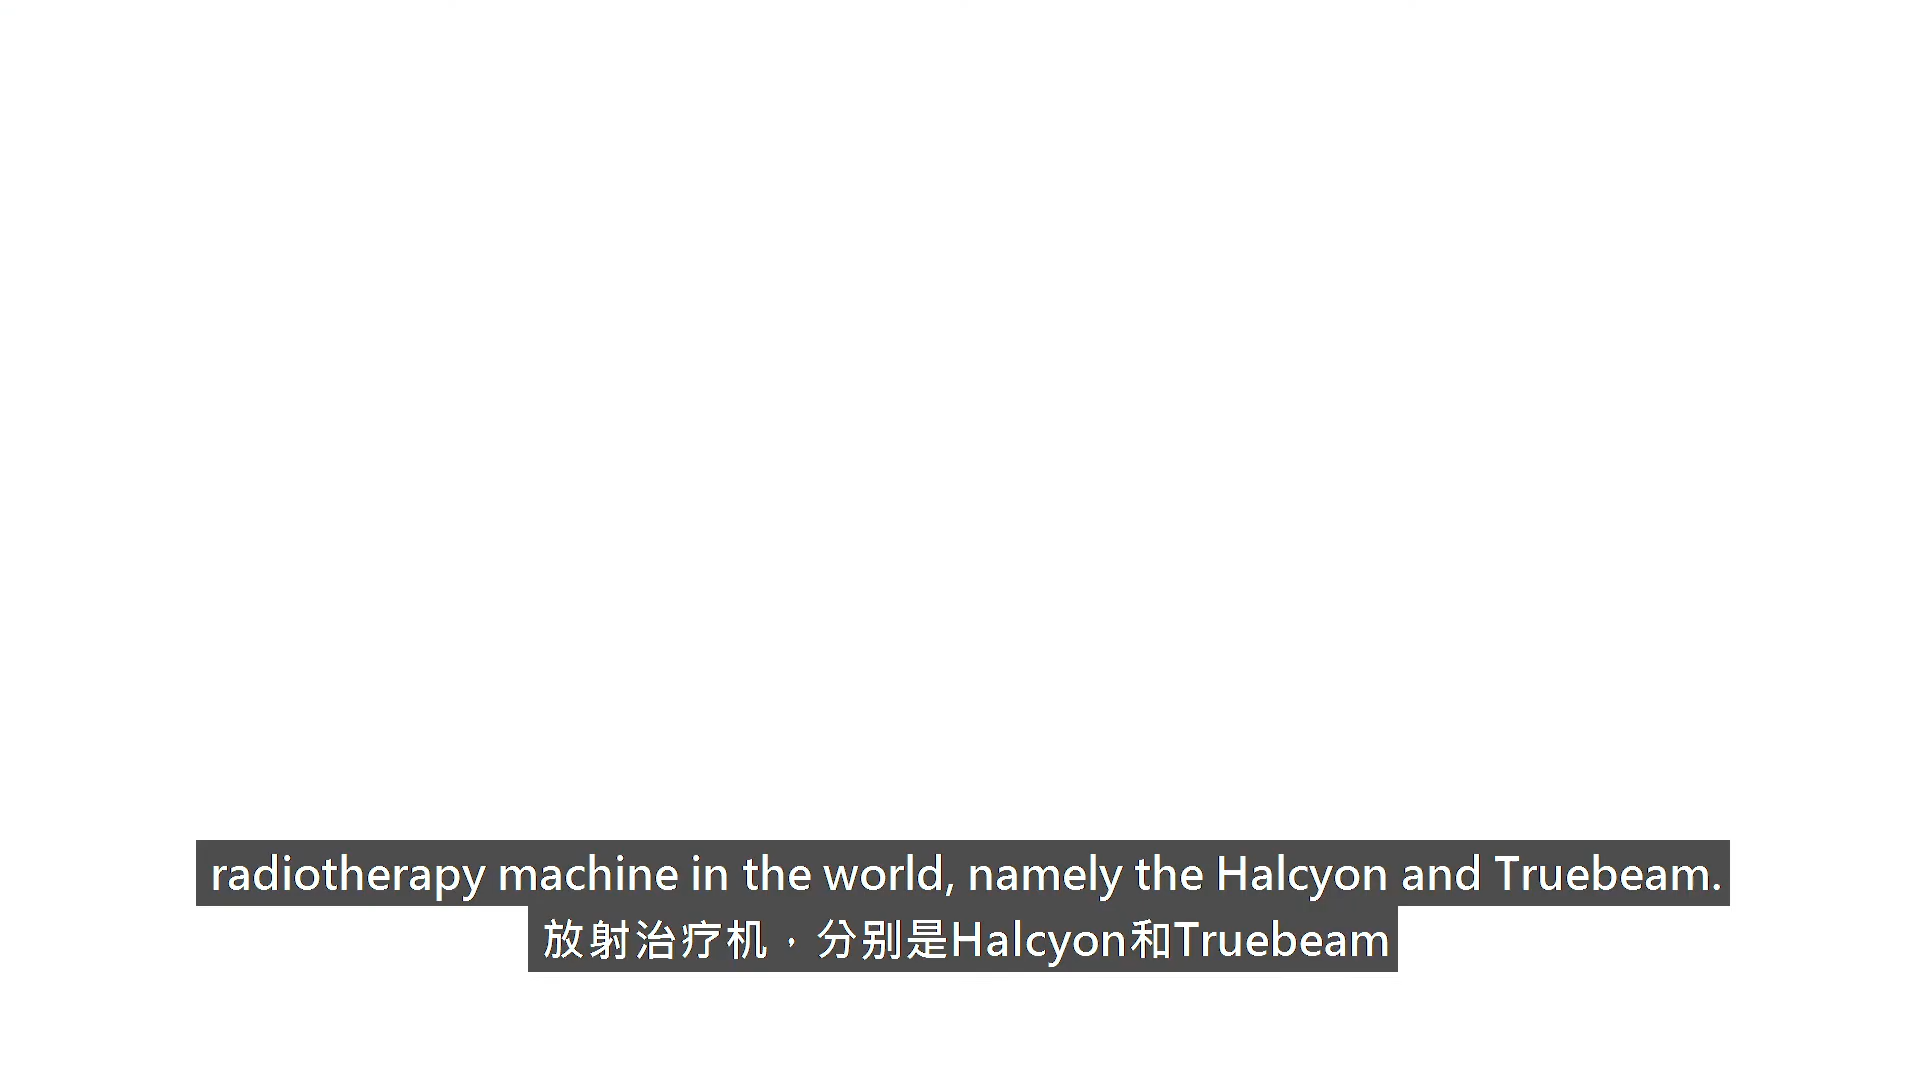 radiotherapy machine in the world, namely the Halcyon and Truebeam.
放射治疗机，分别是Halcyon和Truebeam